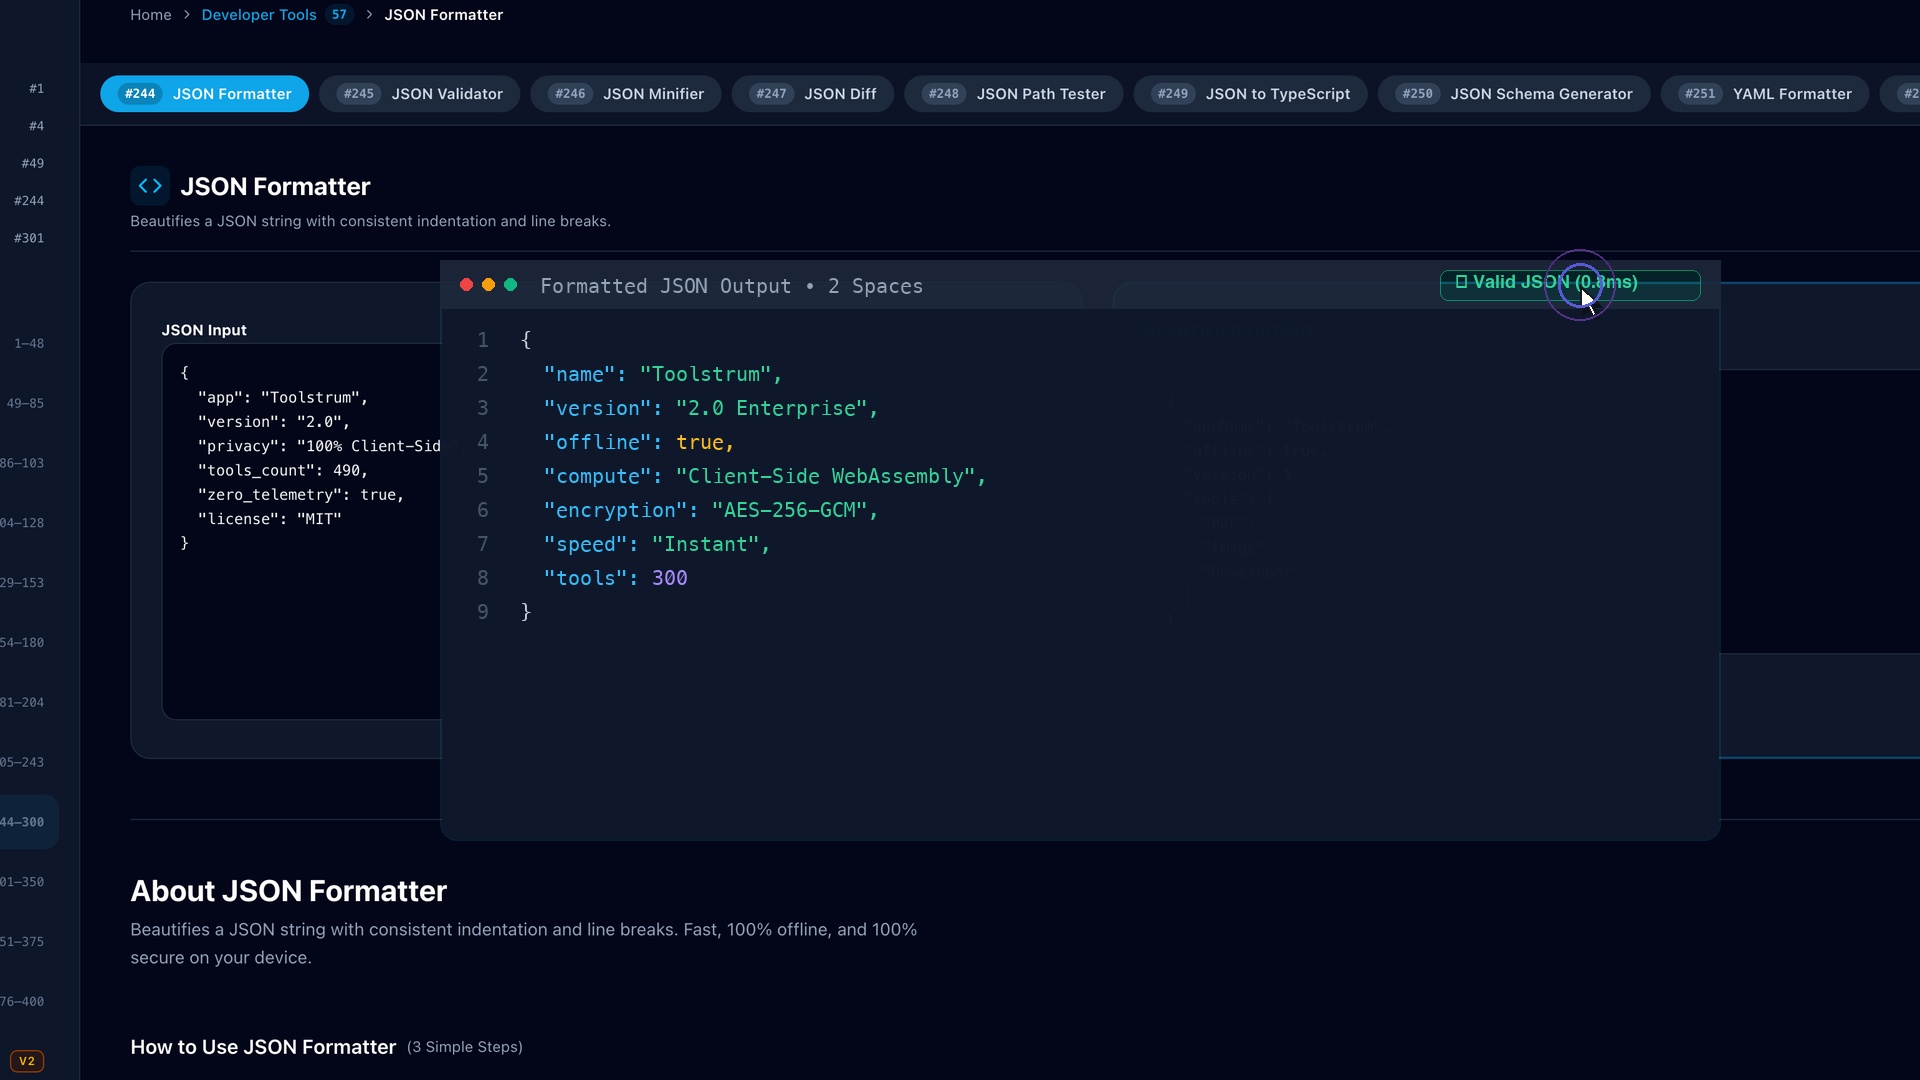 Home > Developer Tools 57 > JSON Formatter
#244 JSON Formatter #245 JSON Validator #246 JSON Minifier #247 JSON Diff #248 JSON Path Tester #249 JSON to TypeScript #250 JSON Schema Generator #251 YAML Formatter
#1
#4
#49
#244
#301
1–48
49–85
86–103
04–128
29–153
54–180
81–204
05–243
44–300
01–350
51–375
76–400
V2
JSON Formatter
Beautifies a JSON string with consistent indentation and line breaks.
JSON Input
{
"app": "Toolstrum",
"version": "2.0",
"privacy": "100% Client-Sid
"tools_count": 490,
"zero_telemetry": true,
"license": "MIT"
}
Formatted JSON Output • 2 Spaces
Valid JSON (0.8ms)
1 {
2 "name": "Toolstrum",
3 "version": "2.0 Enterprise",
4 "offline": true,
5 "compute": "Client-Side WebAssembly",
6 "encryption": "AES-256-GCM",
7 "speed": "Instant",
8 "tools": 300
9 }
About JSON Formatter
Beautifies a JSON string with consistent indentation and line breaks. Fast, 100% offline, and 100%
secure on your device.
How to Use JSON Formatter (3 Simple Steps)